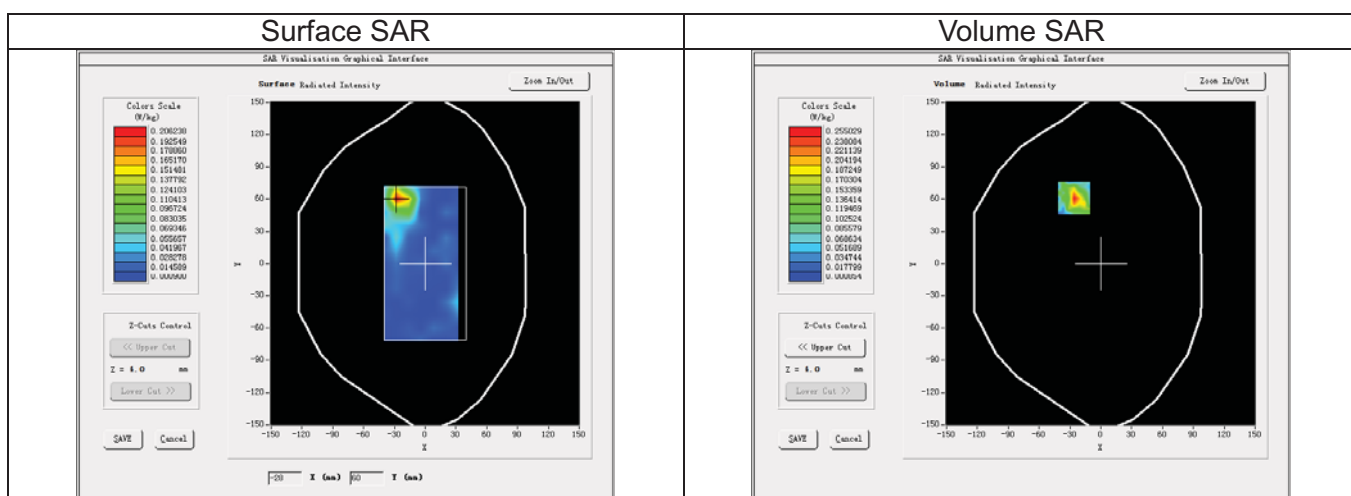 Surface SAR
Volume SAR
SAR Visualisation Graphical Interface
Surface Radiated Intensity
Zoom In/Out
Colors Scale
(W/kg)
0.206238
0.192549
0.178860
0.165170
0.151481
0.137792
0.124103
0.110413
0.096724
0.083035
0.069346
0.055657
0.041967
0.028278
0.014589
0.000900
150
120
90
60
30
0
-30
-60
-90
-120
-150
Y
-150 -120 -90 -60 -30 0 30 60 90 120 150
X
Z-Cuts Control
<< Upper Cut
Z = 4.0 mm
Lower Cut >>
SAVE Cancel
-28 X (mm) 60 Y (mm)
SAR Visualisation Graphical Interface
Volume Radiated Intensity
Zoom In/Out
Colors Scale
(W/kg)
0.255029
0.238084
0.221139
0.204194
0.187249
0.170304
0.153359
0.136414
0.119469
0.102524
0.085579
0.068634
0.051689
0.034744
0.017799
0.000854
150
120
90
60
30
0
-30
-60
-90
-120
-150
Y
-150 -120 -90 -60 -30 0 30 60 90 120 150
X
Z-Cuts Control
<< Upper Cut
Z = 4.0 mm
Lower Cut >>
SAVE Cancel